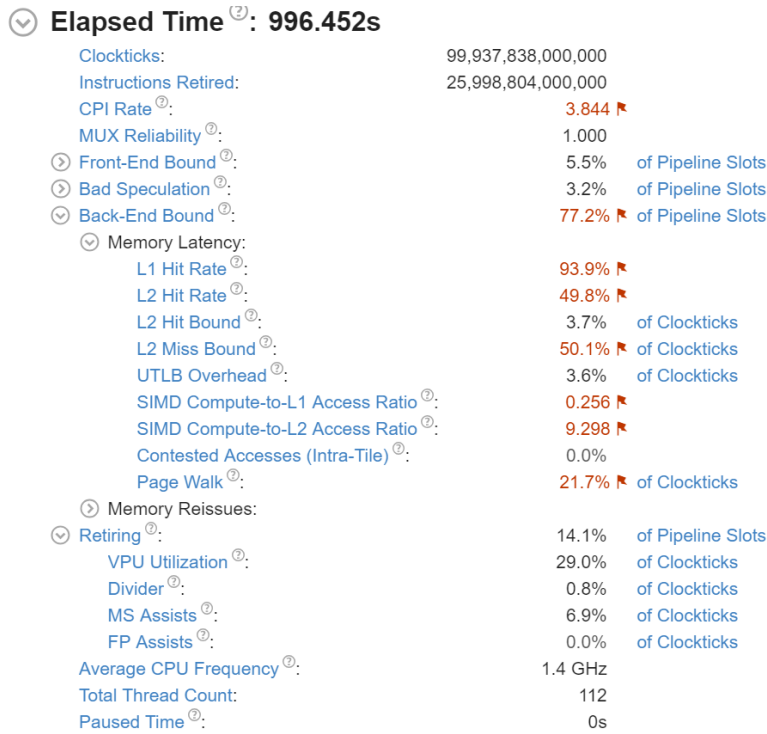 Elapsed Time ?: 996.452s
Clockticks: 99,937,838,000,000
Instructions Retired: 25,998,804,000,000
CPI Rate ?: 3.844
MUX Reliability ?: 1.000
Front-End Bound ?: 5.5% of Pipeline Slots
Bad Speculation ?: 3.2% of Pipeline Slots
Back-End Bound ?: 77.2% of Pipeline Slots
Memory Latency:
L1 Hit Rate ?: 93.9%
L2 Hit Rate ?: 49.8%
L2 Hit Bound ?: 3.7% of Clockticks
L2 Miss Bound ?: 50.1% of Clockticks
UTLB Overhead ?: 3.6% of Clockticks
SIMD Compute-to-L1 Access Ratio ?: 0.256
SIMD Compute-to-L2 Access Ratio ?: 9.298
Contested Accesses (Intra-Tile) ?: 0.0%
Page Walk ?: 21.7% of Clockticks
Memory Reissues:
Retiring ?: 14.1% of Pipeline Slots
VPU Utilization ?: 29.0% of Clockticks
Divider ?: 0.8% of Clockticks
MS Assists ?: 6.9% of Clockticks
FP Assists ?: 0.0% of Clockticks
Average CPU Frequency ?: 1.4 GHz
Total Thread Count: 112
Paused Time ?: 0s